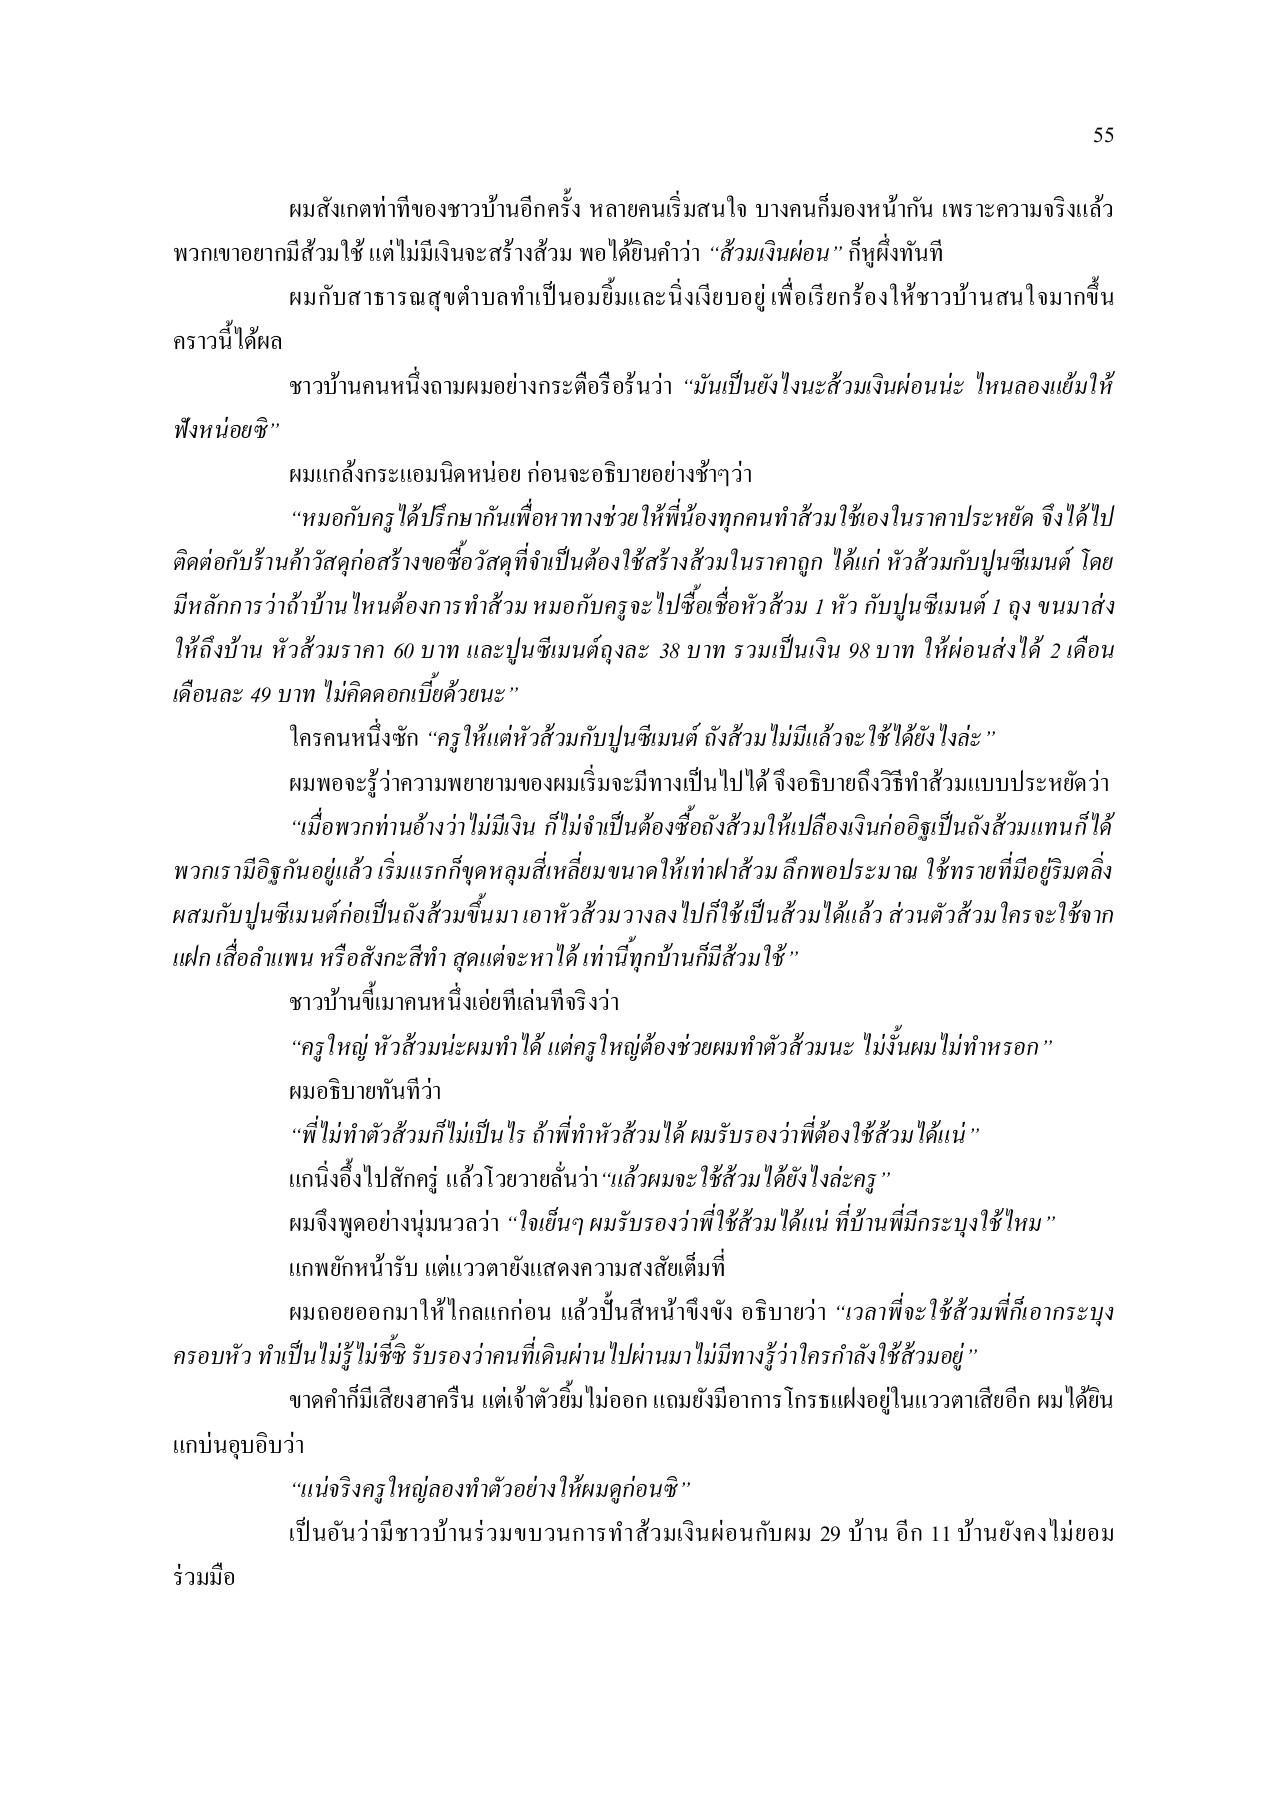 55
ผมสังเกตท่าทีของชาวบ้านอีกครั้ง หลายคนเริ่มสนใจ บางคนก็มองหน้ากัน เพราะความจริงแล้ว
พวกเขาอยากมีส้วมใช้ แต่ไม่มีเงินจะสร้างส้วม พอได้ยินคำว่า “ส้วมเงินผ่อน” ก็หูผึ่งทันที
ผมกับสาธารณสุขตำบลทำเป็นอมยิ้มและนิ่งเงียบอยู่ เพื่อเรียกร้องให้ชาวบ้านสนใจมากขึ้น
คราวนี้ได้ผล
ชาวบ้านคนหนึ่งถามผมอย่างกระตือรือร้นว่า “มันเป็นยังไงนะส้วมเงินผ่อนน่ะ ไหนลองแย้มให้
ฟังหน่อยซิ”
ผมแกล้งกระแอมนิดหน่อย ก่อนจะอธิบายอย่างช้าๆว่า
“หมอกับครูได้ปรึกษากันเพื่อหาทางช่วยให้พี่น้องทุกคนทำส้วมใช้เองในราคาประหยัด จึงได้ไป
ติดต่อกับร้านค้าวัสดุก่อสร้างขอซื้อวัสดุที่จำเป็นต้องใช้สร้างส้วมในราคาถูก ได้แก่ หัวส้วมกับปูนซีเมนต์ โดย
มีหลักการว่าถ้าบ้านไหนต้องการทำส้วม หมอกับครูจะไปซื้อเชื่อหัวส้วม 1 หัว กับปูนซีเมนต์ 1 ถุง ขนมาส่ง
ให้ถึงบ้าน หัวส้วมราคา 60 บาท และปูนซีเมนต์ถุงละ 38 บาท รวมเป็นเงิน 98 บาท ให้ผ่อนส่งได้ 2 เดือน
เดือนละ 49 บาท ไม่คิดดอกเบี้ยด้วยนะ”
ใครคนหนึ่งซัก “ครูให้แต่หัวส้วมกับปูนซีเมนต์ ถังส้วมไม่มีแล้วจะใช้ได้ยังไงล่ะ”
ผมพอจะรู้ว่าความพยายามของผมเริ่มจะมีทางเป็นไปได้ จึงอธิบายถึงวิธีทำส้วมแบบประหยัดว่า
“เมื่อพวกท่านอ้างว่าไม่มีเงิน ก็ไม่จำเป็นต้องซื้อถังส้วมให้เปลืองเงินก่ออิฐเป็นถังส้วมแทนก็ได้
พวกเรามีอิฐกันอยู่แล้ว เริ่มแรกก็ขุดหลุมสี่เหลี่ยมขนาดให้เท่าฝาส้วม ลึกพอประมาณ ใช้ทรายที่มีอยู่ริมตลิ่ง
ผสมกับปูนซีเมนต์ก่อเป็นถังส้วมขึ้นมา เอาหัวส้วมวางลงไปก็ใช้เป็นส้วมได้แล้ว ส่วนตัวส้วมใครจะใช้จาก
แฝก เสื่อลำแพน หรือสังกะสีทำ สุดแต่จะหาได้ เท่านี้ทุกบ้านก็มีส้วมใช้”
ชาวบ้านขี้เมาคนหนึ่งเอ่ยทีเล่นทีจริงว่า
“ครูใหญ่ หัวส้วมน่ะผมทำได้ แต่ครูใหญ่ต้องช่วยผมทำตัวส้วมนะ ไม่งั้นผมไม่ทำหรอก”
ผมอธิบายทันทีว่า
“พี่ไม่ทำตัวส้วมก็ไม่เป็นไร ถ้าพี่ทำหัวส้วมได้ ผมรับรองว่าพี่ต้องใช้ส้วมได้แน่”
แกนิ่งอึ้งไปสักครู่ แล้วโวยวายลั่นว่า“แล้วผมจะใช้ส้วมได้ยังไงล่ะครู”
ผมจึงพูดอย่างนุ่มนวลว่า “ใจเย็นๆ ผมรับรองว่าพี่ใช้ส้วมได้แน่ ที่บ้านพี่มีกระบุงใช้ไหม”
แกพยักหน้ารับ แต่แววตายังแสดงความสงสัยเต็มที่
ผมถอยออกมาให้ไกลแกก่อน แล้วปั้นสีหน้าขึงขัง อธิบายว่า “เวลาพี่จะใช้ส้วมพี่ก็เอากระบุง
ครอบหัว ทำเป็นไม่รู้ไม่ชี้ซิ รับรองว่าคนที่เดินผ่านไปผ่านมาไม่มีทางรู้ว่าใครกำลังใช้ส้วมอยู่”
ขาดคำก็มีเสียงฮาครืน แต่เจ้าตัวยิ้มไม่ออก แถมยังมีอาการโกรธแฝงอยู่ในแววตาเสียอีก ผมได้ยิน
แกบ่นอุบอิบว่า
“แน่จริงครูใหญ่ลองทำตัวอย่างให้ผมดูก่อนซิ”
เป็นอันว่ามีชาวบ้านร่วมขบวนการทำส้วมเงินผ่อนกับผม 29 บ้าน อีก 11 บ้านยังคงไม่ยอม
ร่วมมือ